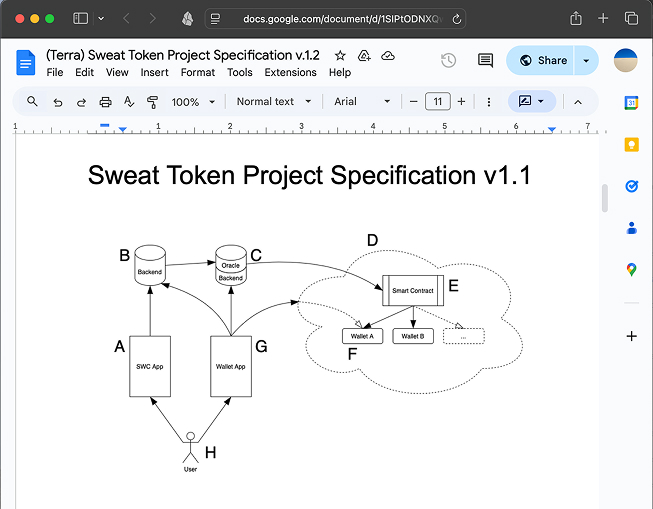 docs.google.com/document/d/1SIPtODNXQ
(Terra) Sweat Token Project Specification v.1.2
File Edit View Insert Format Tools Extensions Help
Share
100% Normal text Arial 11
31
1 1 2 3 4 5 6 7
Sweat Token Project Specification v1.1
B
Backend
Oracle
Backend
C
D
Smart Contract
E
A
SWC App
Wallet App
G
Wallet A
Wallet B
...
F
H
User